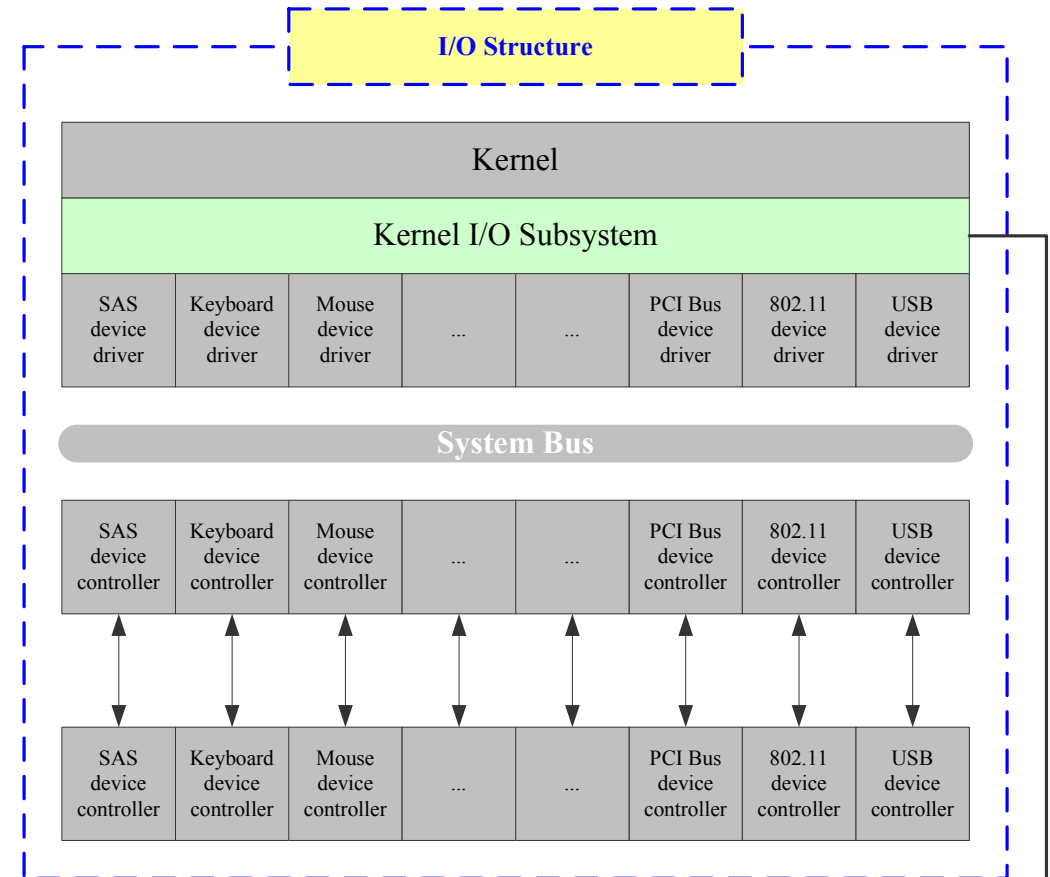 I/O Structure
Kernel
Kernel I/O Subsystem
SAS
device
driver
Keyboard
device
driver
Mouse
device
driver
...
...
PCI Bus
device
driver
802.11
device
driver
USB
device
driver
System Bus
SAS
device
controller
Keyboard
device
controller
Mouse
device
controller
...
...
PCI Bus
device
controller
802.11
device
controller
USB
device
controller
SAS
device
controller
Keyboard
device
controller
Mouse
device
controller
...
...
PCI Bus
device
controller
802.11
device
controller
USB
device
controller